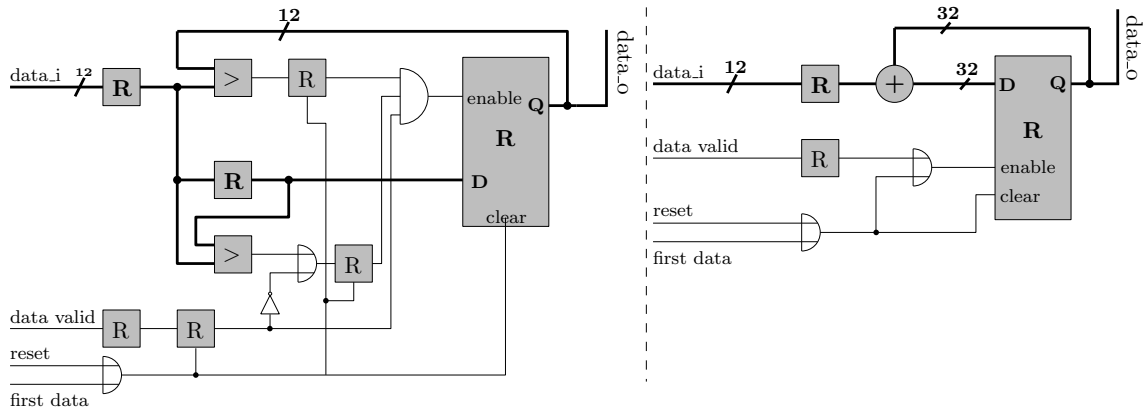 12
data_i
12
R
>
R
enable
Q
data_o
R
R
D
clear
>
R
data valid
R
R
reset
first data
32
data_o
data_i
12
R
+
32
D
Q
R
data valid
R
enable
clear
reset
first data